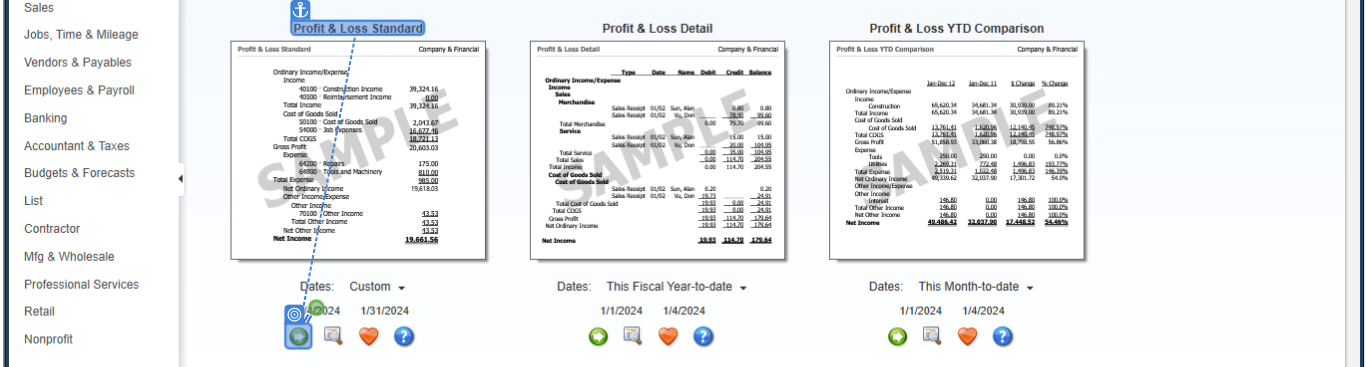 Sales
Jobs, Time & Mileage
Vendors & Payables
Employees & Payroll
Banking
Accountant & Taxes
Budgets & Forecasts
List
Contractor
Mfg & Wholesale
Professional Services
Retail
Nonprofit
Profit & Loss Standard
Profit & Loss Standard Company & Financial
Ordinary Income/Expense
Income
40100 · Construction Income 39,324.16
40500 · Reimbursement Income 0.00
Total Income 39,324.16
Cost of Goods Sold
50100 · Cost of Goods Sold 2,043.67
54000 · Job Expenses 16,677.46
Total COGS 18,721.13
Gross Profit 20,603.03
Expense
64200 · Repairs 175.00
64800 · Tools and Machinery 810.00
Total Expense 985.00
Net Ordinary Income 19,618.03
Other Income/Expense
Other Income
70100 · Other Income 43.53
Total Other Income 43.53
Net Other Income 43.53
Net Income 19,661.56
SAMPLE
Dates: Custom
/2024 1/31/2024
Profit & Loss Detail
Profit & Loss Detail Company & Financial
Type Date Name Debit Credit Balance
Ordinary Income/Expense
Income
Sales
Merchandise
Sales Receipt 01/02 Sun, Alan 0.80 0.80
Sales Receipt 01/02 Vu, Don 78.90 99.60
Total Merchandise 0.00 79.70 99.60
Service
Sales Receipt 01/02 Sun, Alan 15.00 15.00
Sales Receipt 01/02 Vu, Don 20.00 104.95
Total Service 0.00 35.00 104.95
Total Sales 0.00 114.70 204.55
Total Income 0.00 114.70 204.55
Cost of Goods Sold
Cost of Goods Sold
Sales Receipt 01/02 Sun, Alan 0.20 0.20
Sales Receipt 01/02 Vu, Don 19.73 24.91
Total Cost of Goods Sold 19.93 0.00 24.91
Total COGS 19.93 0.00 24.91
Gross Profit 19.93 114.70 179.64
Net Ordinary Income 19.93 114.70 179.64
Net Income 19.93 114.70 179.64
SAMPLE
Dates: This Fiscal Year-to-date
1/1/2024 1/4/2024
Profit & Loss YTD Comparison
Profit & Loss YTD Comparison Company & Financial
Jan-Dec 12 Jan-Dec 11 $ Change % Change
Ordinary Income/Expense
Income
Construction 65,620.34 34,681.34 30,939.00 89.21%
Total Income 65,620.34 34,681.34 30,939.00 89.21%
Cost of Goods Sold
Cost of Goods Sold 13,761.41 1,620.96 12,140.45 748.97%
Total COGS 13,761.41 1,620.96 12,140.45 748.97%
Gross Profit 51,858.93 33,060.38 18,798.55 56.86%
Expense
Tools 250.00 250.00 0.00 0.0%
Utilities 2,269.31 772.48 1,496.83 193.77%
Total Expense 2,519.31 1,022.48 1,496.83 146.39%
Net Ordinary Income 49,339.62 32,037.90 17,301.72 54.0%
Other Income/Expense
Other Income
Interest 146.80 0.00 146.80 100.0%
Total Other Income 146.80 0.00 146.80 100.0%
Net Other Income 146.80 0.00 146.80 100.0%
Net Income 49,486.42 32,037.90 17,448.52 54.46%
SAMPLE
Dates: This Month-to-date
1/1/2024 1/4/2024